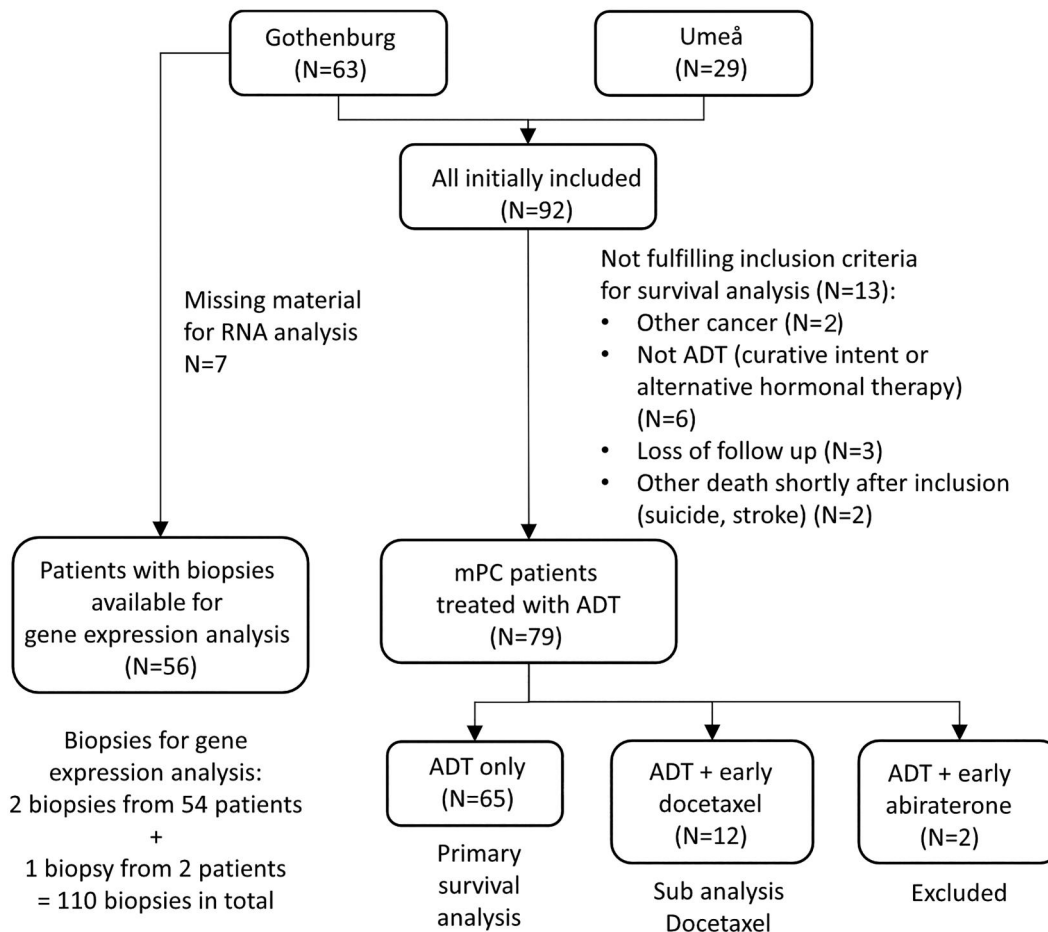 Gothenburg
(N=63)
Umeå
(N=29)
All initially included
(N=92)
Missing material
for RNA analysis
N=7
Not fulfilling inclusion criteria
for survival analysis (N=13):
• Other cancer (N=2)
• Not ADT (curative intent or
alternative hormonal therapy)
(N=6)
• Loss of follow up (N=3)
• Other death shortly after inclusion
(suicide, stroke) (N=2)
Patients with biopsies
available for
gene expression analysis
(N=56)
mPC patients
treated with ADT
(N=79)
Biopsies for gene
expression analysis:
2 biopsies from 54 patients
+
1 biopsy from 2 patients
= 110 biopsies in total
ADT only
(N=65)
Primary
survival
analysis
ADT + early
docetaxel
(N=12)
Sub analysis
Docetaxel
ADT + early
abiraterone
(N=2)
Excluded